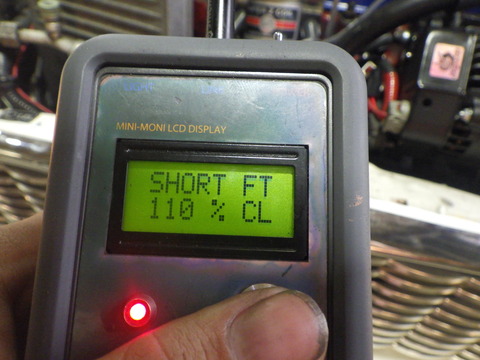 MINI-MONI LCD DISPLAY
SHORT FT
110 % CL